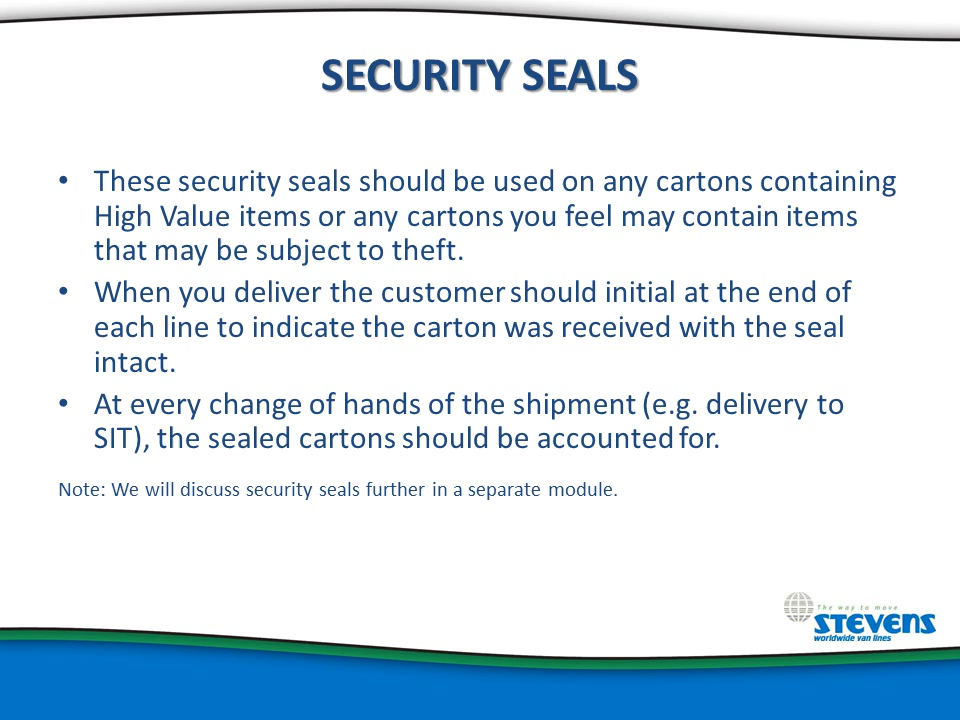 SECURITY SEALS
• These security seals should be used on any cartons containing
High Value items or any cartons you feel may contain items
that may be subject to theft.
• When you deliver the customer should initial at the end of
each line to indicate the carton was received with the seal
intact.
• At every change of hands of the shipment (e.g. delivery to
SIT), the sealed cartons should be accounted for.
Note: We will discuss security seals further in a separate module.
The way to move
STEVENS
worldwide van lines